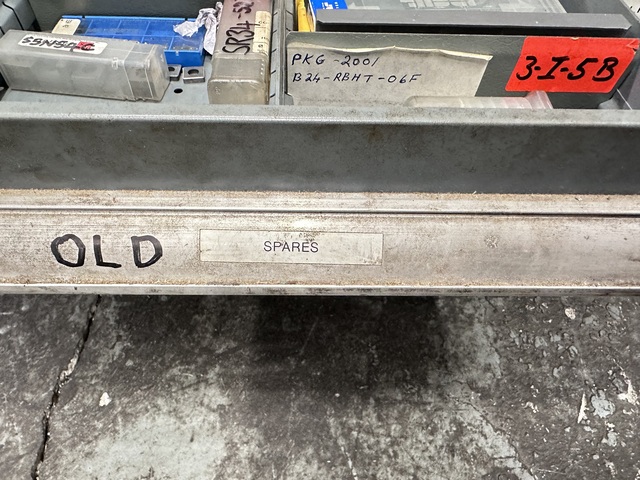 PKG-2001
B24-RBHT-06F
3-I-5B
OLD
SPARES